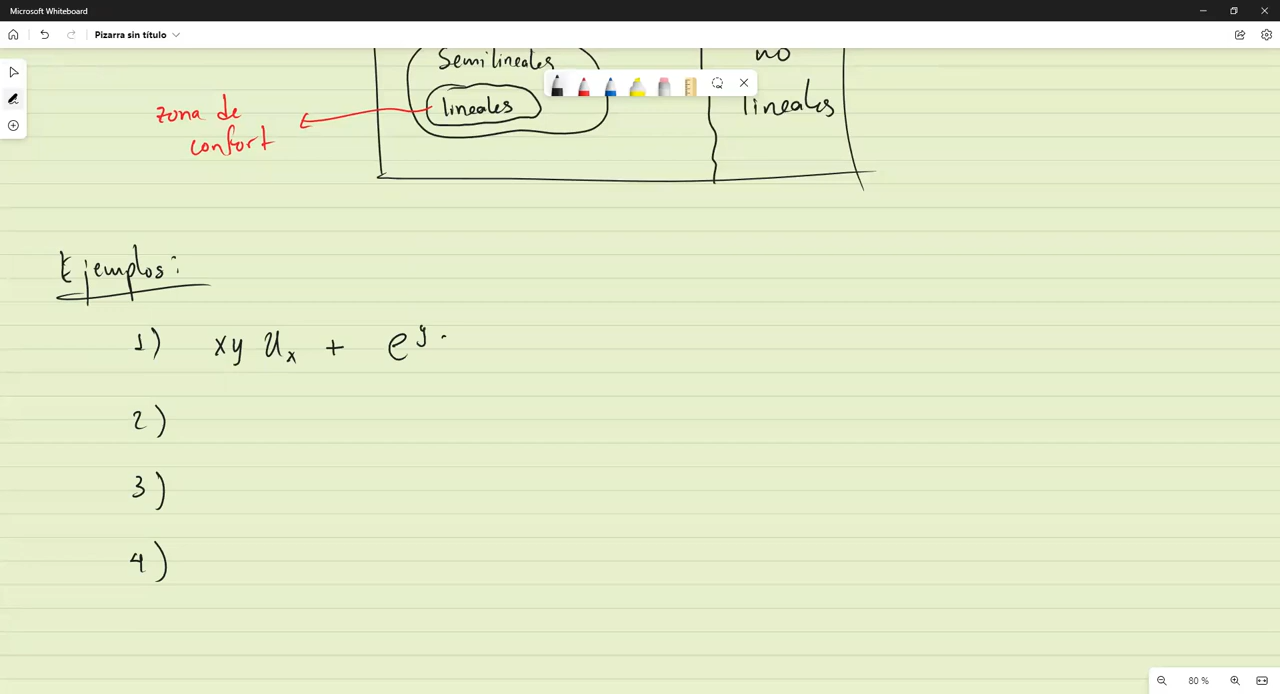 Microsoft Whiteboard
Pizarra sin título
Semilineales
no
lineales
lineales
zona de
confort
Ejemplos:
1) xy u_x + e^y
2)
3)
4)
80 %